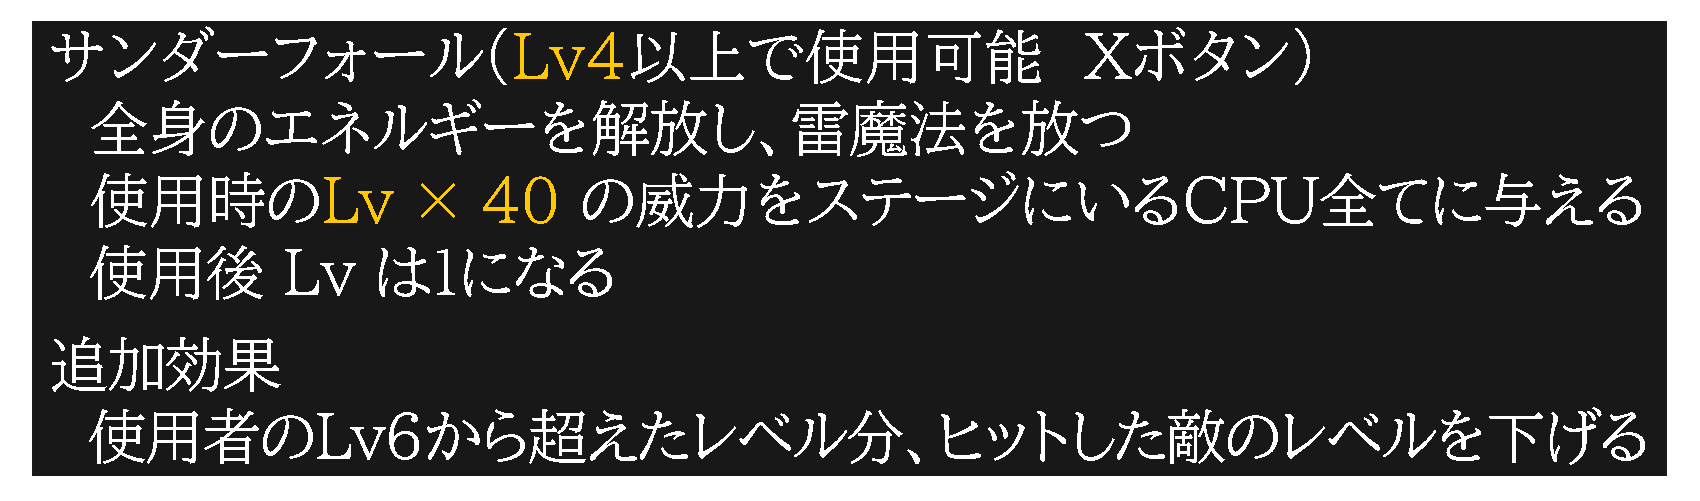 サンダーフォール(Lv4以上で使用可能　Xボタン)
全身のエネルギーを解放し、雷魔法を放つ
使用時のLv × 40 の威力をステージにいるCPU全てに与える
使用後 Lv は1になる
追加効果
使用者のLv6から超えたレベル分、ヒットした敵のレベルを下げる